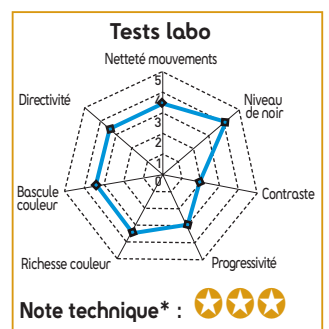 Tests labo
Netteté mouvements
5
4
3
2
1
0
Directivité
Niveau
de noir
Bascule
couleur
Contraste
Richesse couleur
Progressivité
Note technique* :